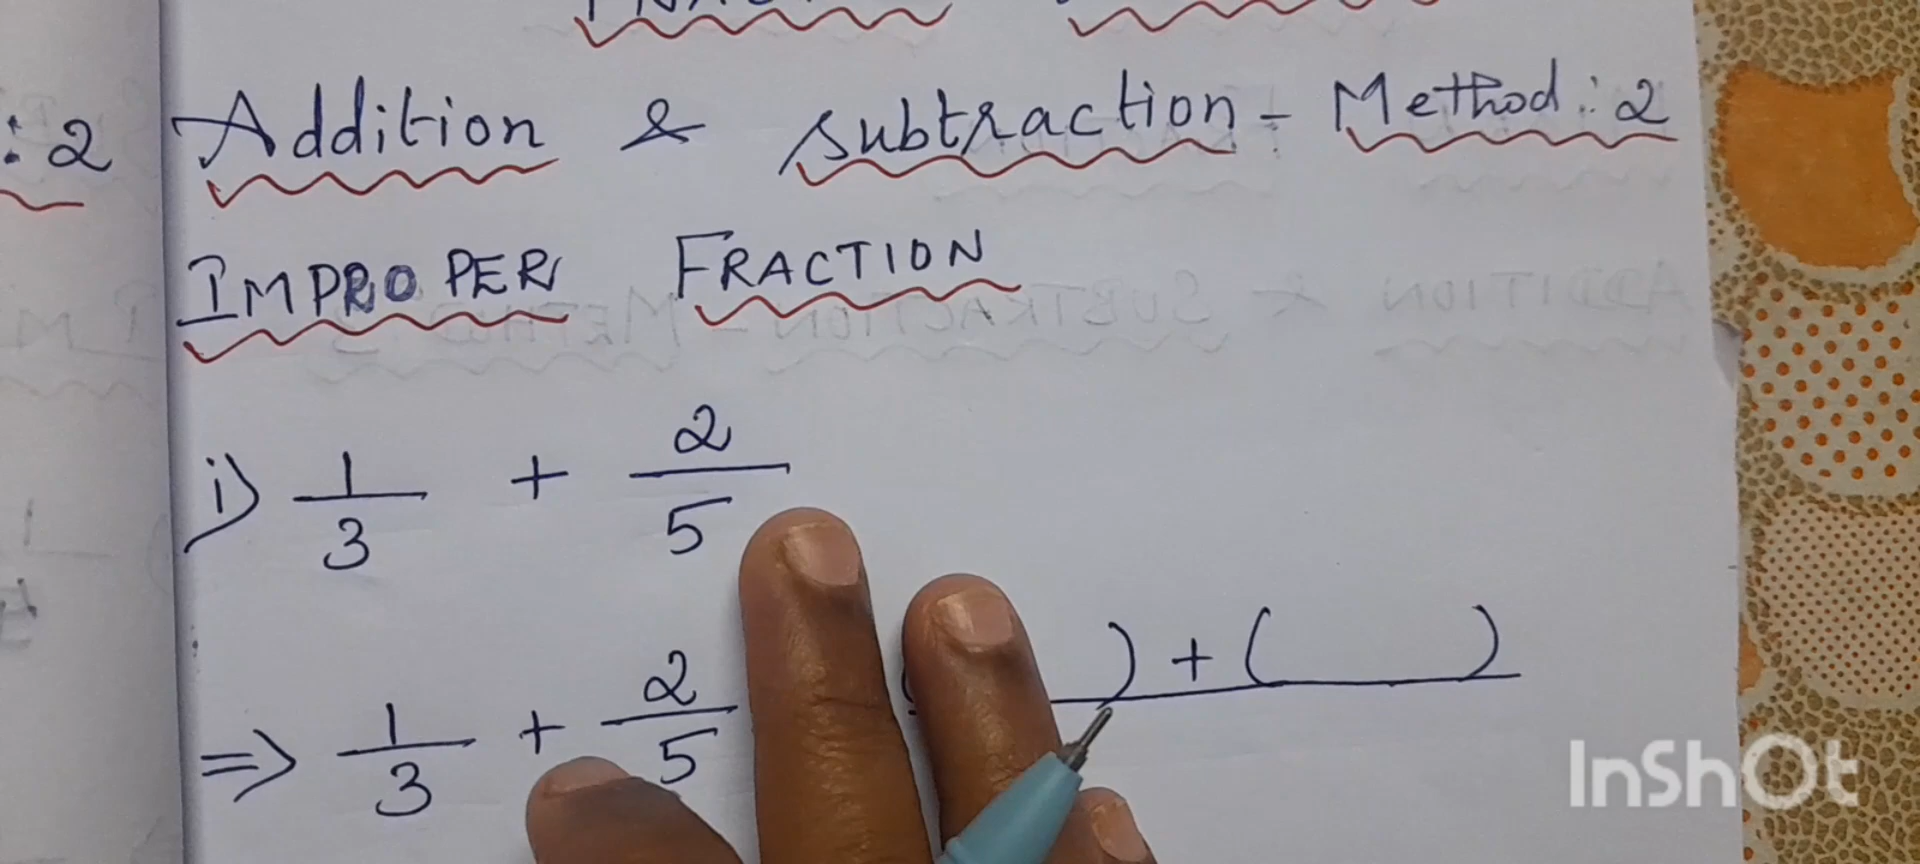 : 2 Addition & Subtraction - Method : 2
IMPROPER FRACTION
i) 1/3 + 2/5
=> 1/3 + 2/5 ( ) + ( )
InShOt